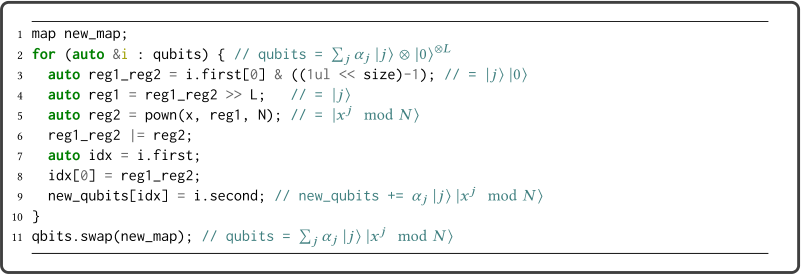 1 map new_map;
2 for (auto &i : qubits) { // qubits = ∑_j α_j |j⟩ ⊗ |0⟩^{⊗L}
3 auto reg1_reg2 = i.first[0] & ((1ul << size)-1); // = |j⟩ |0⟩
4 auto reg1 = reg1_reg2 >> L; // = |j⟩
5 auto reg2 = pown(x, reg1, N); // = |x^j mod N⟩
6 reg1_reg2 |= reg2;
7 auto idx = i.first;
8 idx[0] = reg1_reg2;
9 new_qubits[idx] = i.second; // new_qubits += α_j |j⟩ |x^j mod N⟩
10 }
11 qbits.swap(new_map); // qubits = ∑_j α_j |j⟩ |x^j mod N⟩